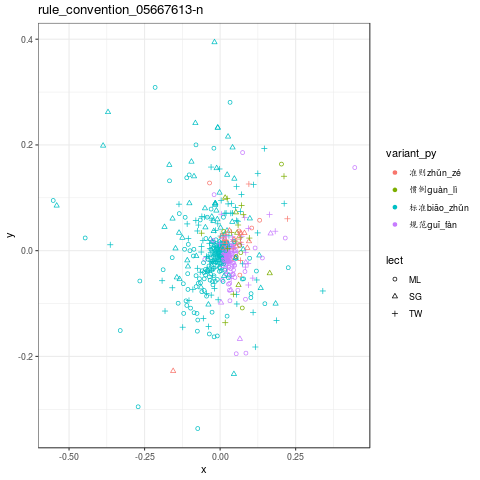 rule_convention_05667613-n
0.4
0.2
0.0
-0.2
y
-0.50
-0.25
0.00
0.25
x
variant_py
准则zhǔn_zé
惯例guàn_lì
标准biāo_zhǔn
规范guī_fàn
lect
ML
SG
TW